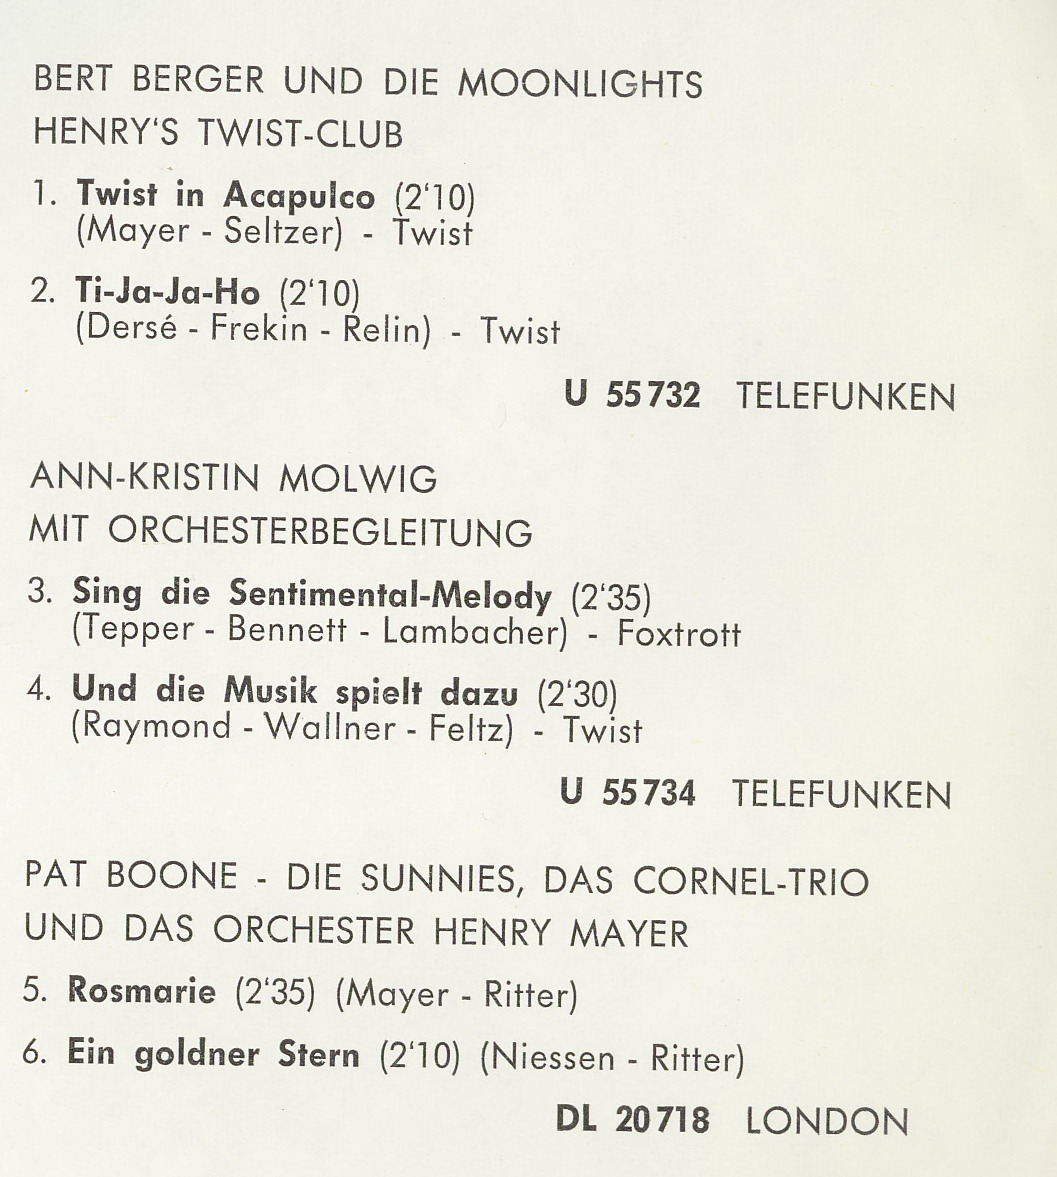 BERT BERGER UND DIE MOONLIGHTS
HENRY'S TWIST-CLUB
1. Twist in Acapulco (2'10)
(Mayer - Seltzer) - Twist
2. Ti-Ja-Ja-Ho (2'10)
(Dersé - Frekin - Relin) - Twist
U 55732 TELEFUNKEN
ANN-KRISTIN MOLWIG
MIT ORCHESTERBEGLEITUNG
3. Sing die Sentimental-Melody (2'35)
(Tepper - Bennett - Lambacher) - Foxtrott
4. Und die Musik spielt dazu (2'30)
(Raymond - Wallner - Feltz) - Twist
U 55734 TELEFUNKEN
PAT BOONE - DIE SUNNIES, DAS CORNEL-TRIO
UND DAS ORCHESTER HENRY MAYER
5. Rosmarie (2'35) (Mayer - Ritter)
6. Ein goldner Stern (2'10) (Niessen - Ritter)
DL 20718 LONDON